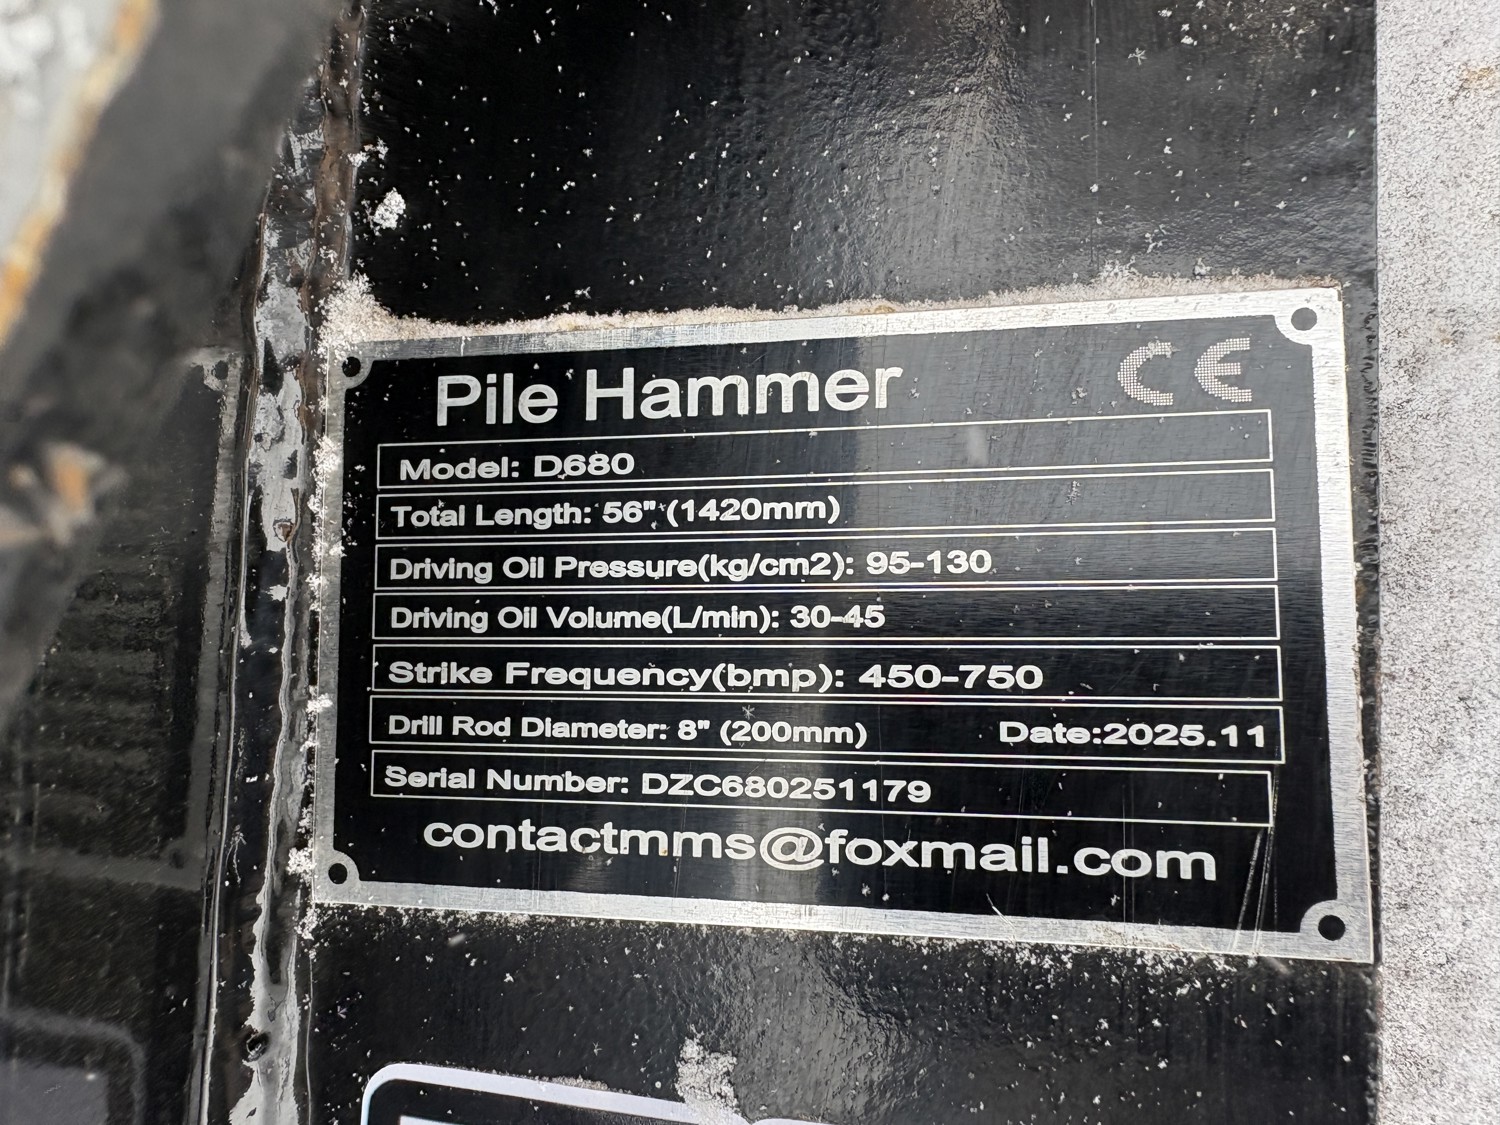 Pile Hammer CE
Model: D680
Total Length: 56" (1420mm)
Driving Oil Pressure(kg/cm2): 95-130
Driving Oil Volume(L/min): 30-45
Strike Frequency(bmp): 450-750
Drill Rod Diameter: 8" (200mm) Date:2025.11
Serial Number: DZC680251179
contactmms@foxmail.com